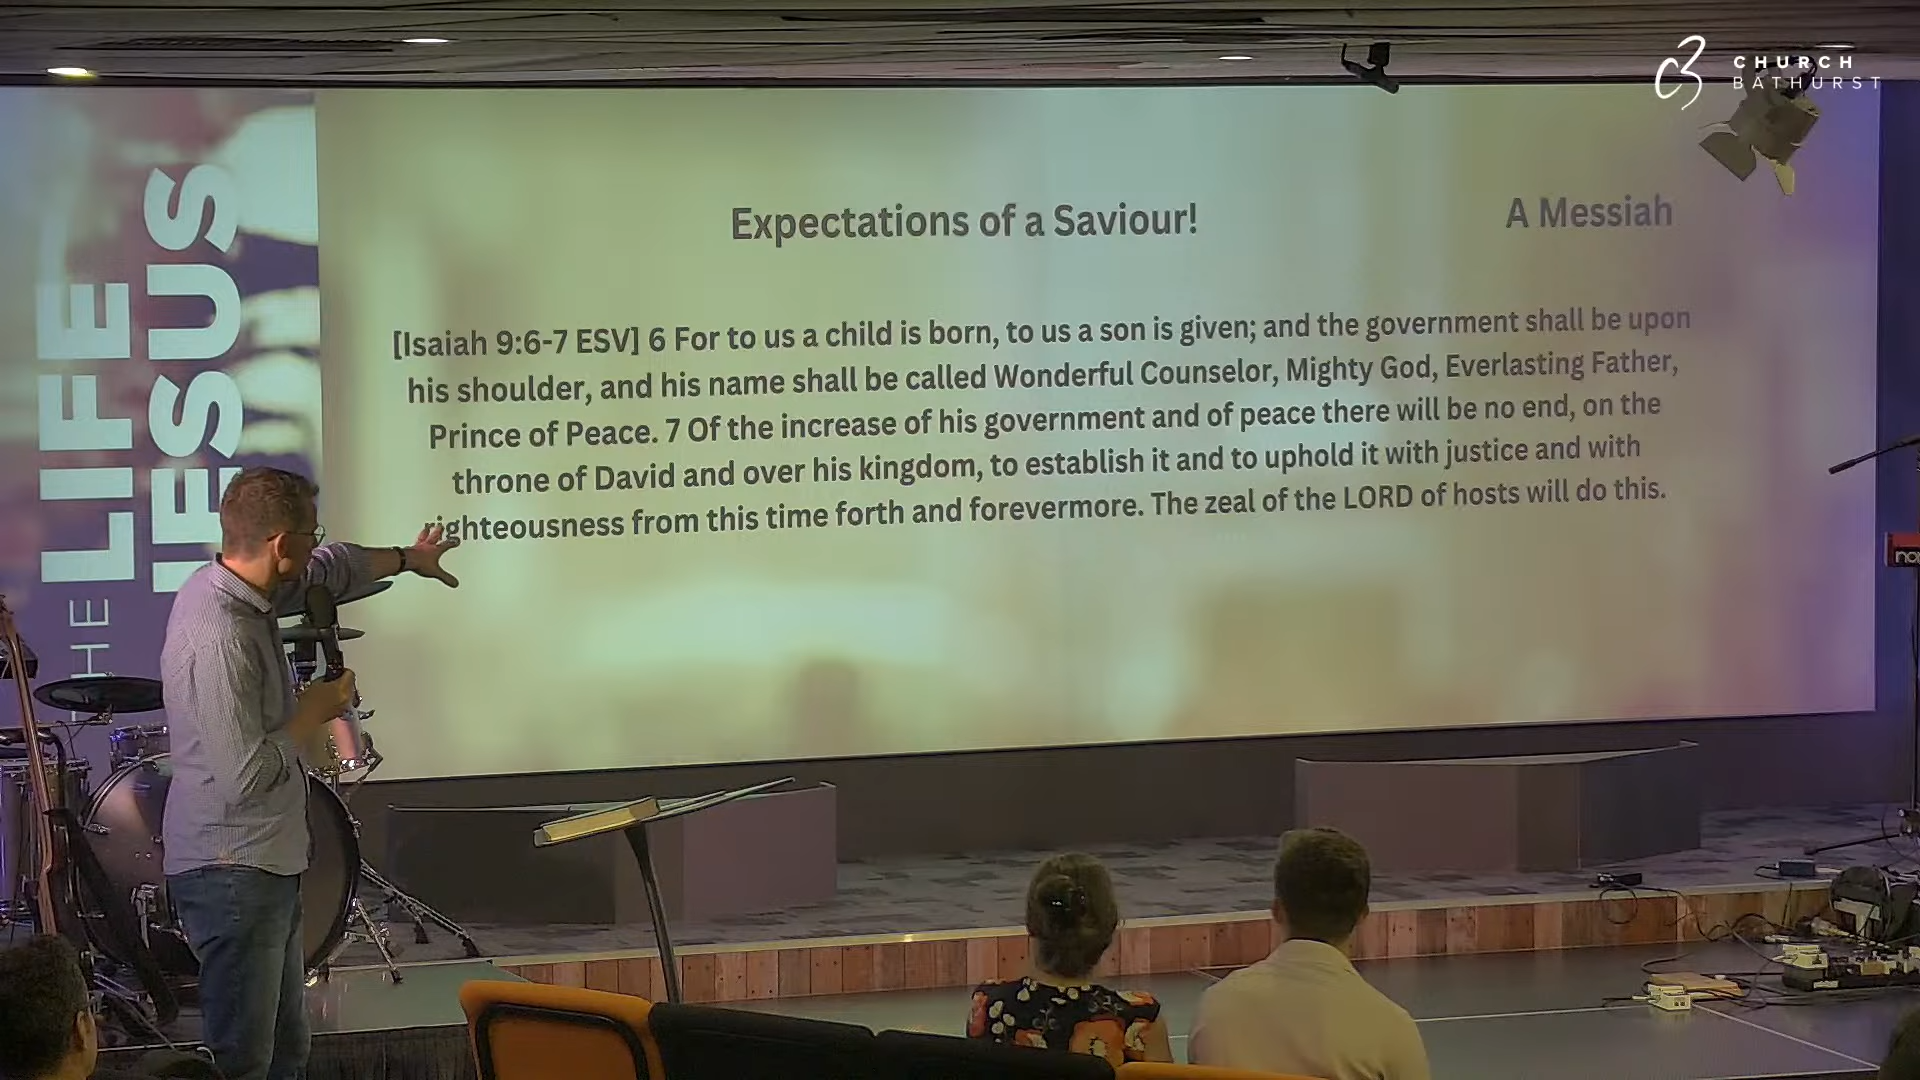 C3 CHURCH
BATHURST
THE LIFE
JESUS
Expectations of a Saviour!
A Messiah
[Isaiah 9:6-7 ESV] 6 For to us a child is born, to us a son is given; and the government shall be upon
his shoulder, and his name shall be called Wonderful Counselor, Mighty God, Everlasting Father,
Prince of Peace. 7 Of the increase of his government and of peace there will be no end, on the
throne of David and over his kingdom, to establish it and to uphold it with justice and with
righteousness from this time forth and forevermore. The zeal of the LORD of hosts will do this.